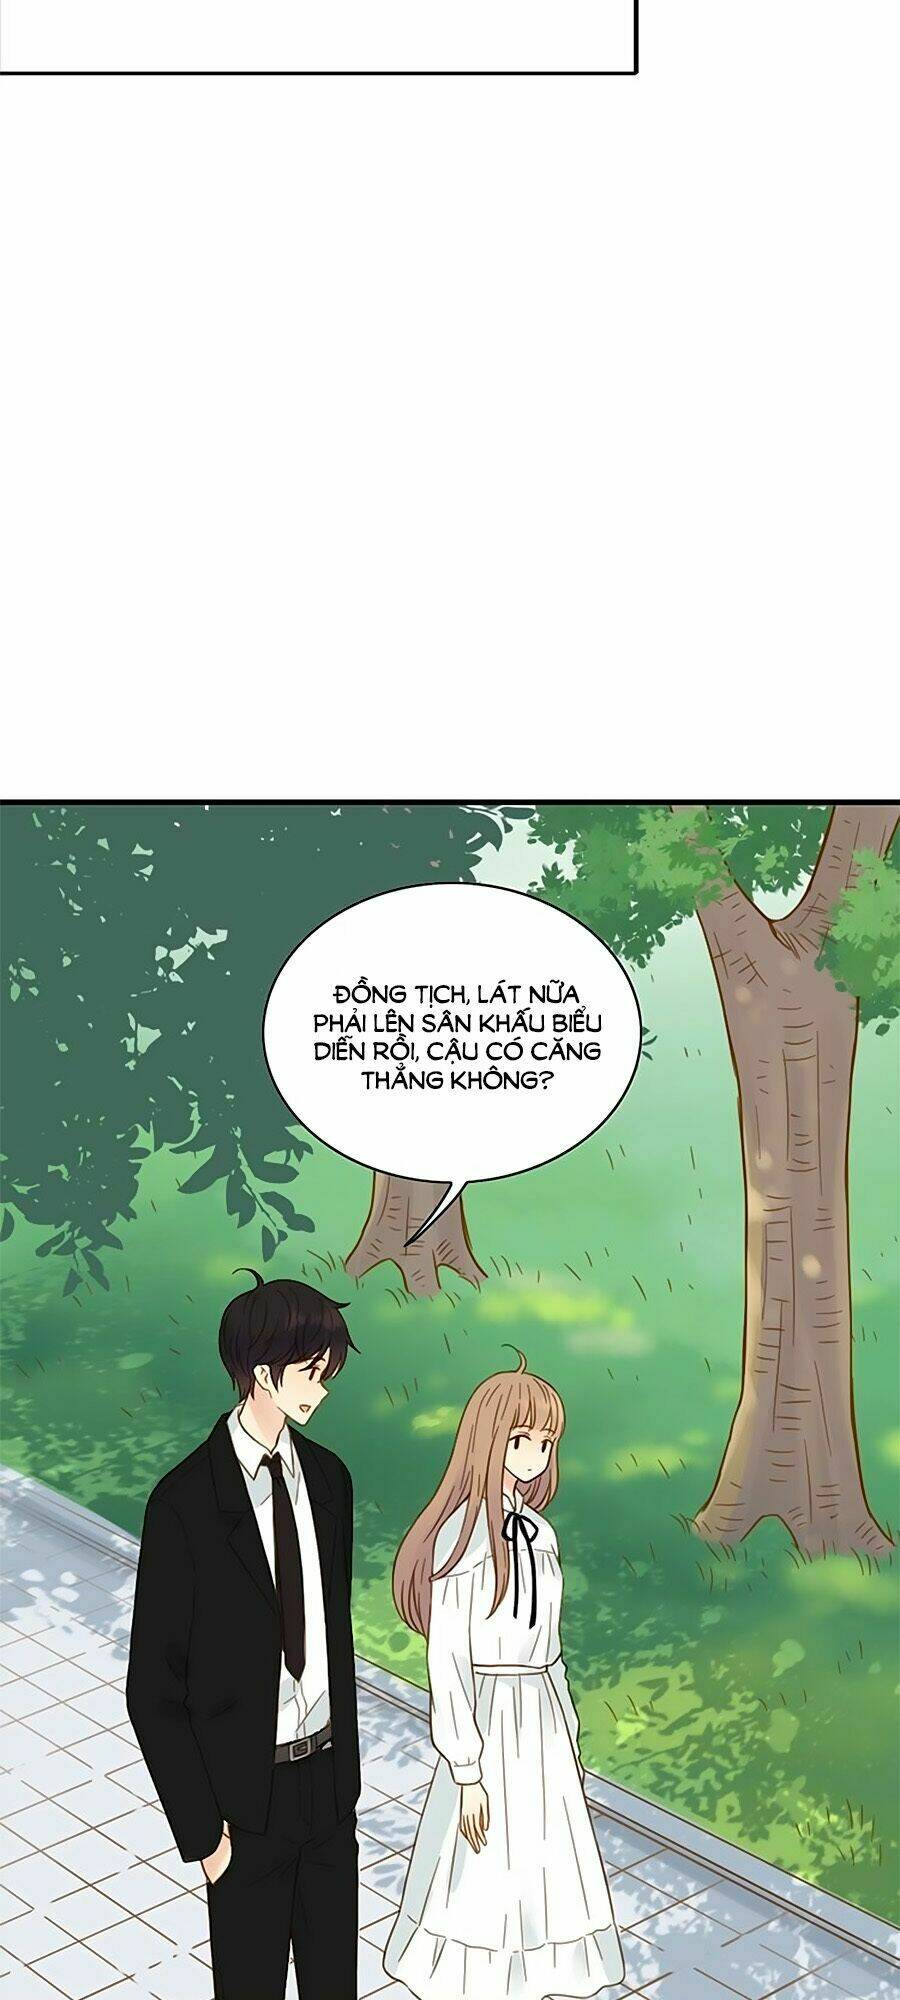 ĐỒNG TỊCH, LÁT NỮA
PHẢI LÊN SÂN KHẤU BIỂU
DIỄN RỒI, CẬU CÓ CĂNG
THẲNG KHÔNG?